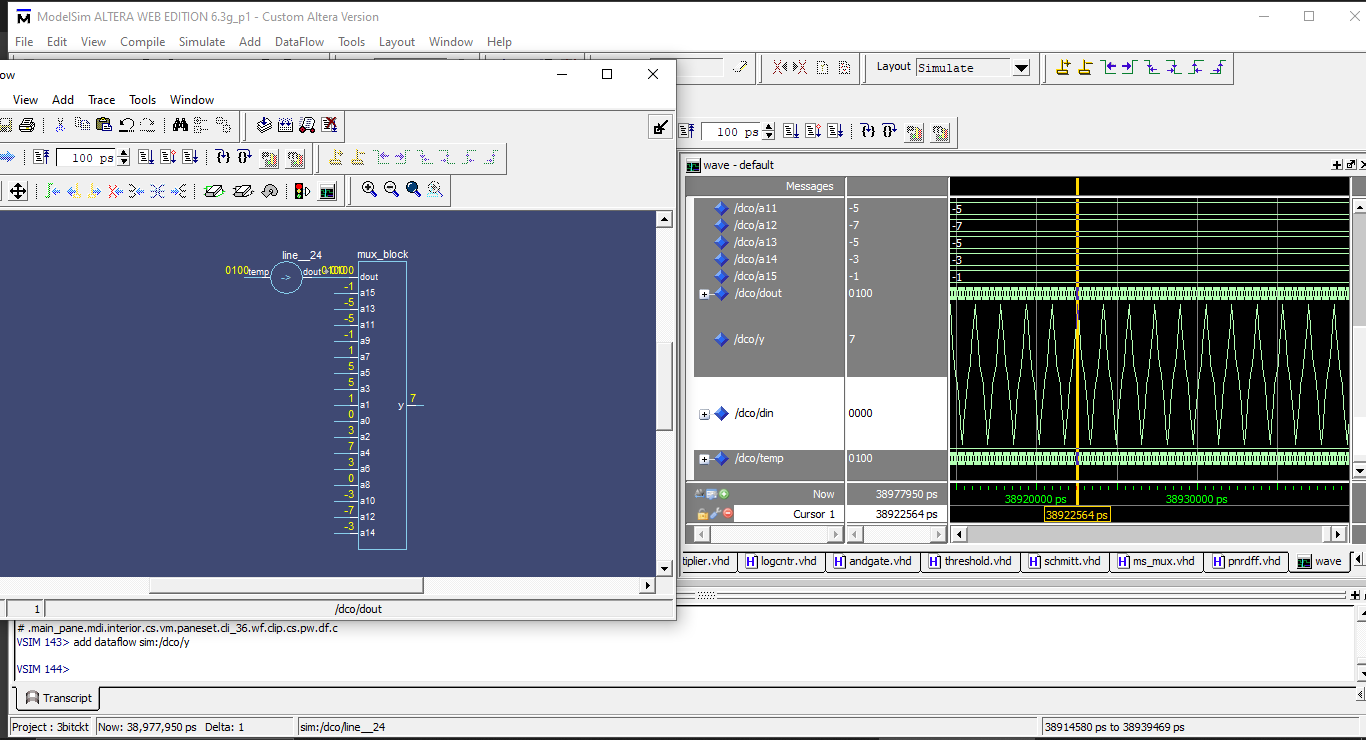 ModelSim ALTERA WEB EDITION 6.3g_p1 - Custom Altera Version
File Edit View Compile Simulate Add DataFlow Tools Layout Window Help
Layout Simulate
ow
View Add Trace Tools Window
100 ps
100 ps
wave - default
Messages
/dco/a11 -5 -5
/dco/a12 -7 -7
/dco/a13 -5 -5
/dco/a14 -3 -3
/dco/a15 -1 -1
/dco/dout 0100
/dco/y 7
/dco/din 0000
/dco/temp 0100
Now 38977950 ps 38920000 ps 38930000 ps
Cursor 1 38922564 ps 38922564 ps
line__24 mux_block
0100 temp -> dout 0100 dout
-1 a15
-5 a13
-5 a11
-1 a9
1 a7
5 a5
5 a3
1 a1 y 7
0 a0
3 a2
7 a4
3 a6
0 a8
-3 a10
-7 a12
-3 a14
tiplier.vhd logcntr.vhd andgate.vhd threshold.vhd schmitt.vhd ms_mux.vhd pnrdff.vhd wave
1 /dco/dout
# .main_pane.mdi.interior.cs.vm.paneset.cli_36.wf.clip.cs.pw.df.c
VSIM 143> add dataflow sim:/dco/y
VSIM 144>
Transcript
Project : 3bitckt Now: 38,977,950 ps Delta: 1 sim:/dco/line__24 38914580 ps to 38939469 ps